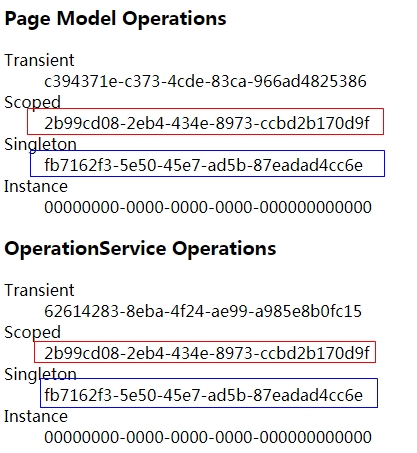 Page Model Operations
Transient
c394371e-c373-4cde-83ca-966ad4825386
Scoped
2b99cd08-2eb4-434e-8973-ccbd2b170d9f
Singleton
fb7162f3-5e50-45e7-ad5b-87eadad4cc6e
Instance
00000000-0000-0000-0000-000000000000
OperationService Operations
Transient
62614283-8eba-4f24-ae99-a985e8b0fc15
Scoped
2b99cd08-2eb4-434e-8973-ccbd2b170d9f
Singleton
fb7162f3-5e50-45e7-ad5b-87eadad4cc6e
Instance
00000000-0000-0000-0000-000000000000